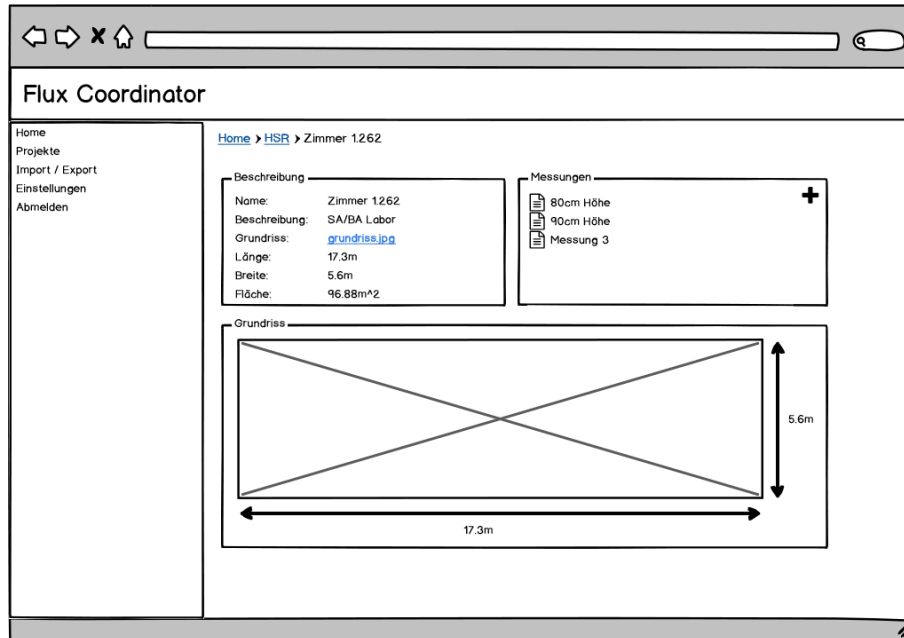 Flux Coordinator
Home
Projekte
Import / Export
Einstellungen
Abmelden
Home > HSR > Zimmer 1.262
Beschreibung
Name: Zimmer 1.262
Beschreibung: SA/BA Labor
Grundriss: grundriss.jpg
Länge: 17.3m
Breite: 5.6m
Fläche: 96.88m^2
Messungen
80cm Höhe
90cm Höhe
Messung 3
Grundriss
5.6m
17.3m